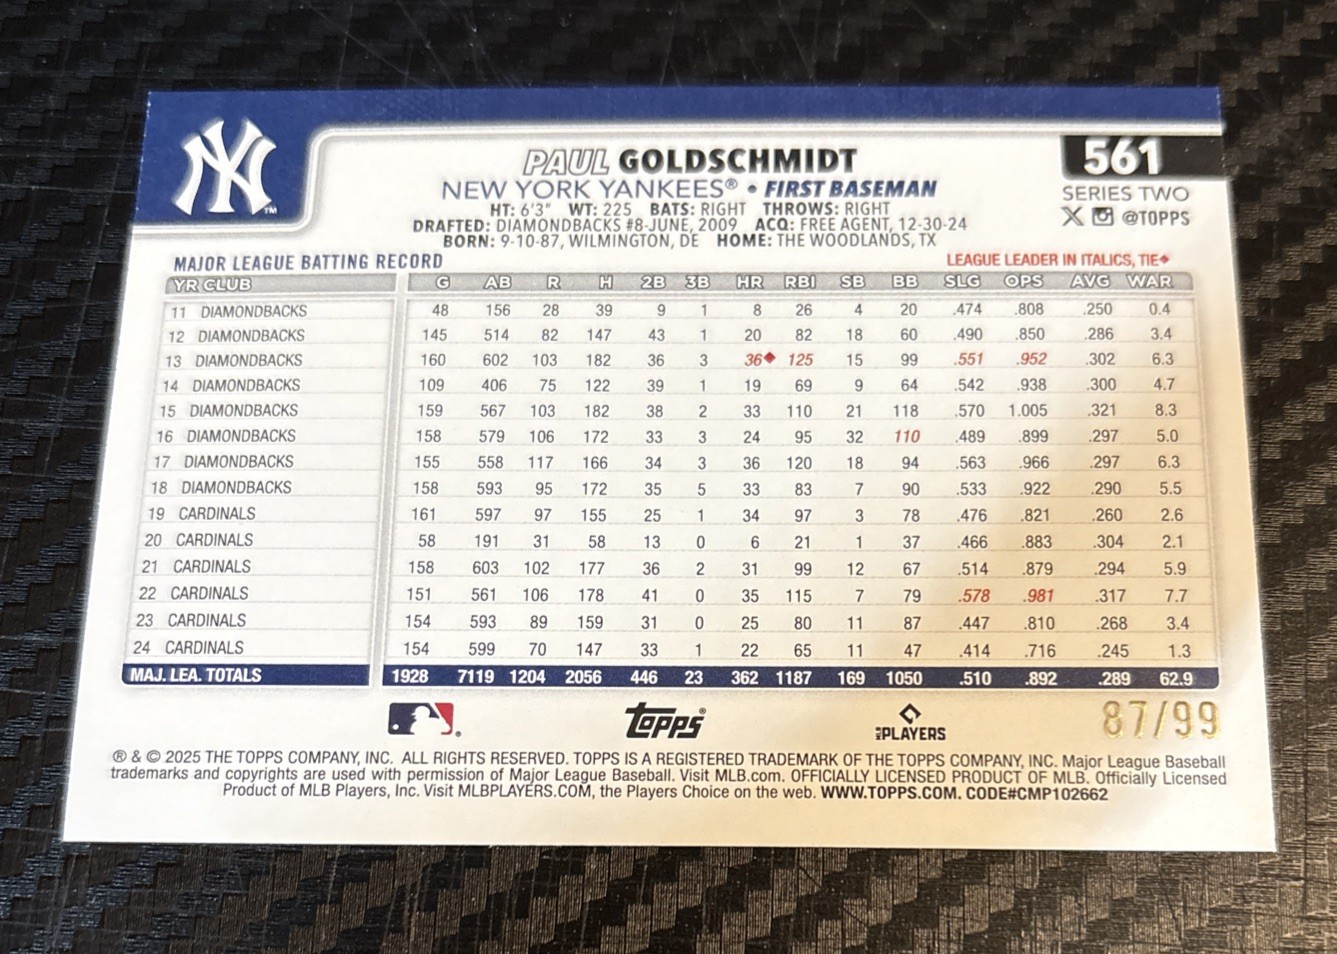 NY
TM
PAUL GOLDSCHMIDT
561
NEW YORK YANKEES® • FIRST BASEMAN
SERIES TWO
HT: 6'3" WT: 225 BATS: RIGHT THROWS: RIGHT
X @TOPPS
DRAFTED: DIAMONDBACKS #8-JUNE, 2009 ACQ: FREE AGENT, 12-30-24
BORN: 9-10-87, WILMINGTON, DE HOME: THE WOODLANDS, TX
MAJOR LEAGUE BATTING RECORD LEAGUE LEADER IN ITALICS, TIE♦
YR CLUB G AB R H 2B 3B HR RBI SB BB SLG OPS AVG WAR
11 DIAMONDBACKS 48 156 28 39 9 1 8 26 4 20 .474 .808 .250 0.4
12 DIAMONDBACKS 145 514 82 147 43 1 20 82 18 60 .490 .850 .286 3.4
13 DIAMONDBACKS 160 602 103 182 36 3 36♦ 125 15 99 .551 .952 .302 6.3
14 DIAMONDBACKS 109 406 75 122 39 1 19 69 9 64 .542 .938 .300 4.7
15 DIAMONDBACKS 159 567 103 182 38 2 33 110 21 118 .570 1.005 .321 8.3
16 DIAMONDBACKS 158 579 106 172 33 3 24 95 32 110 .489 .899 .297 5.0
17 DIAMONDBACKS 155 558 117 166 34 3 36 120 18 94 .563 .966 .297 6.3
18 DIAMONDBACKS 158 593 95 172 35 5 33 83 7 90 .533 .922 .290 5.5
19 CARDINALS 161 597 97 155 25 1 34 97 3 78 .476 .821 .260 2.6
20 CARDINALS 58 191 31 58 13 0 6 21 1 37 .466 .883 .304 2.1
21 CARDINALS 158 603 102 177 36 2 31 99 12 67 .514 .879 .294 5.9
22 CARDINALS 151 561 106 178 41 0 35 115 7 79 .578 .981 .317 7.7
23 CARDINALS 154 593 89 159 31 0 25 80 11 87 .447 .810 .268 3.4
24 CARDINALS 154 599 70 147 33 1 22 65 11 47 .414 .716 .245 1.3
MAJ. LEA. TOTALS 1928 7119 1204 2056 446 23 362 1187 169 1050 .510 .892 .289 62.9
topps®
MLB PLAYERS
87/99
® & © 2025 THE TOPPS COMPANY, INC. ALL RIGHTS RESERVED. TOPPS IS A REGISTERED TRADEMARK OF THE TOPPS COMPANY, INC. Major League Baseball
trademarks and copyrights are used with permission of Major League Baseball. Visit MLB.com. OFFICIALLY LICENSED PRODUCT OF MLB. Officially Licensed
Product of MLB Players, Inc. Visit MLBPLAYERS.COM, the Players Choice on the web. WWW.TOPPS.COM. CODE#CMP102662